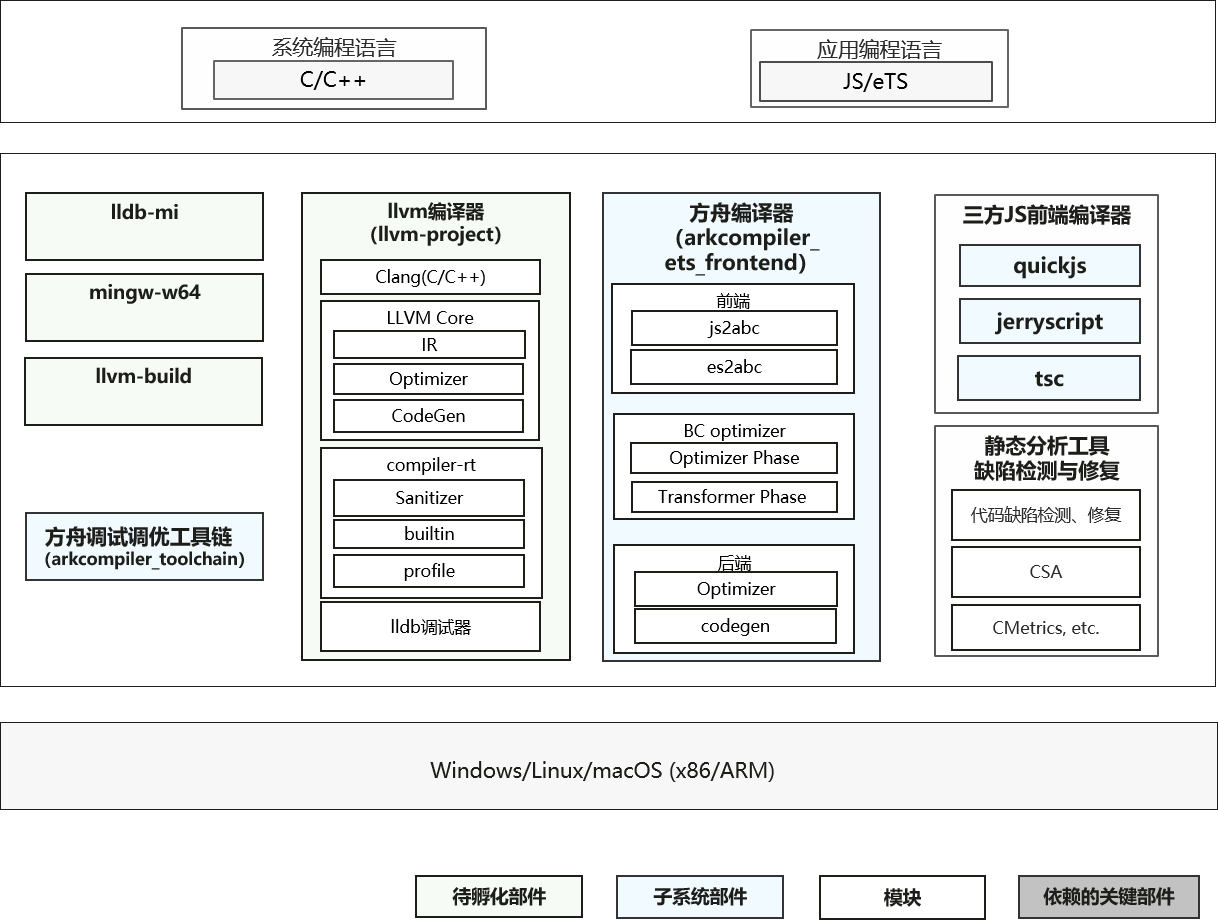 系统编程语言
C/C++
应用编程语言
JS/eTS
lldb-mi
mingw-w64
llvm-build
方舟调试调优工具链
(arkcompiler_toolchain)
llvm编译器
(llvm-project)
Clang(C/C++)
LLVM Core
IR
Optimizer
CodeGen
compiler-rt
Sanitizer
builtin
profile
lldb调试器
方舟编译器
(arkcompiler_
ets_frontend)
前端
js2abc
es2abc
BC optimizer
Optimizer Phase
Transformer Phase
后端
Optimizer
codegen
三方JS前端编译器
quickjs
jerryscript
tsc
静态分析工具
缺陷检测与修复
代码缺陷检测、修复
CSA
CMetrics, etc.
Windows/Linux/macOS (x86/ARM)
待孵化部件
子系统部件
模块
依赖的关键部件